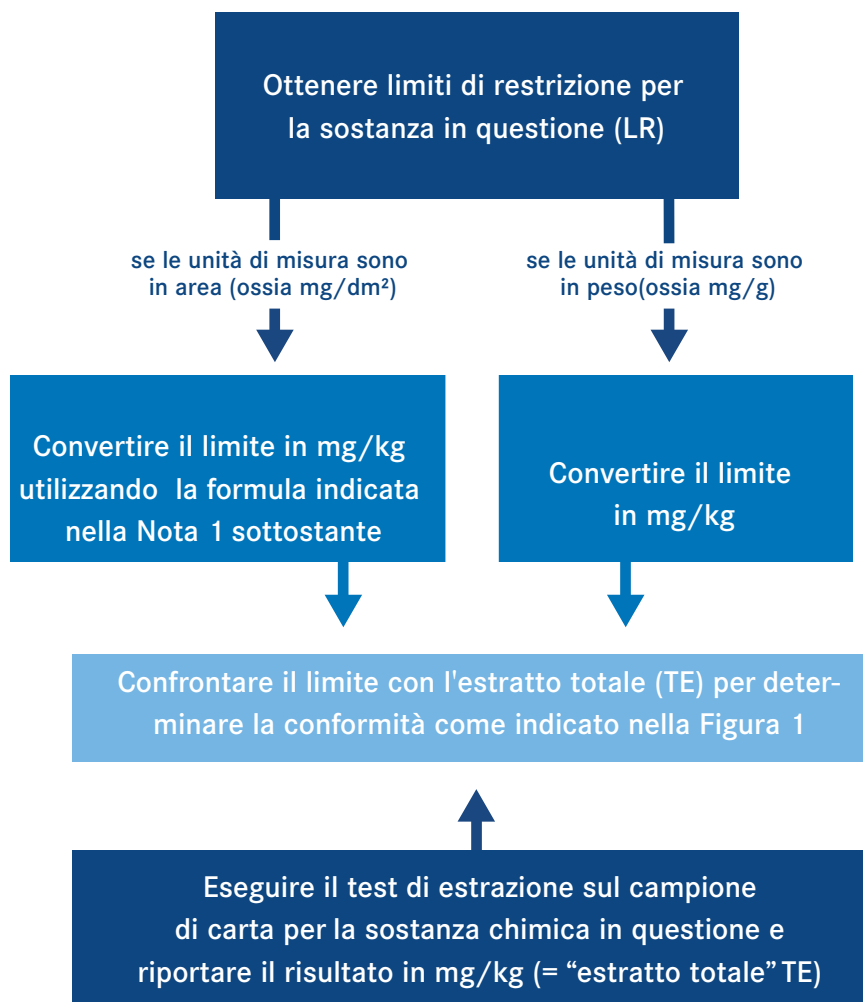 Ottenere limiti di restrizione per
la sostanza in questione (LR)
se le unità di misura sono
in area (ossia mg/dm²)
se le unità di misura sono
in peso(ossia mg/g)
Convertire il limite in mg/kg
utilizzando la formula indicata
nella Nota 1 sottostante
Convertire il limite
in mg/kg
Confrontare il limite con l'estratto totale (TE) per deter-
minare la conformità come indicato nella Figura 1
Eseguire il test di estrazione sul campione
di carta per la sostanza chimica in questione e
riportare il risultato in mg/kg (= “estratto totale” TE)